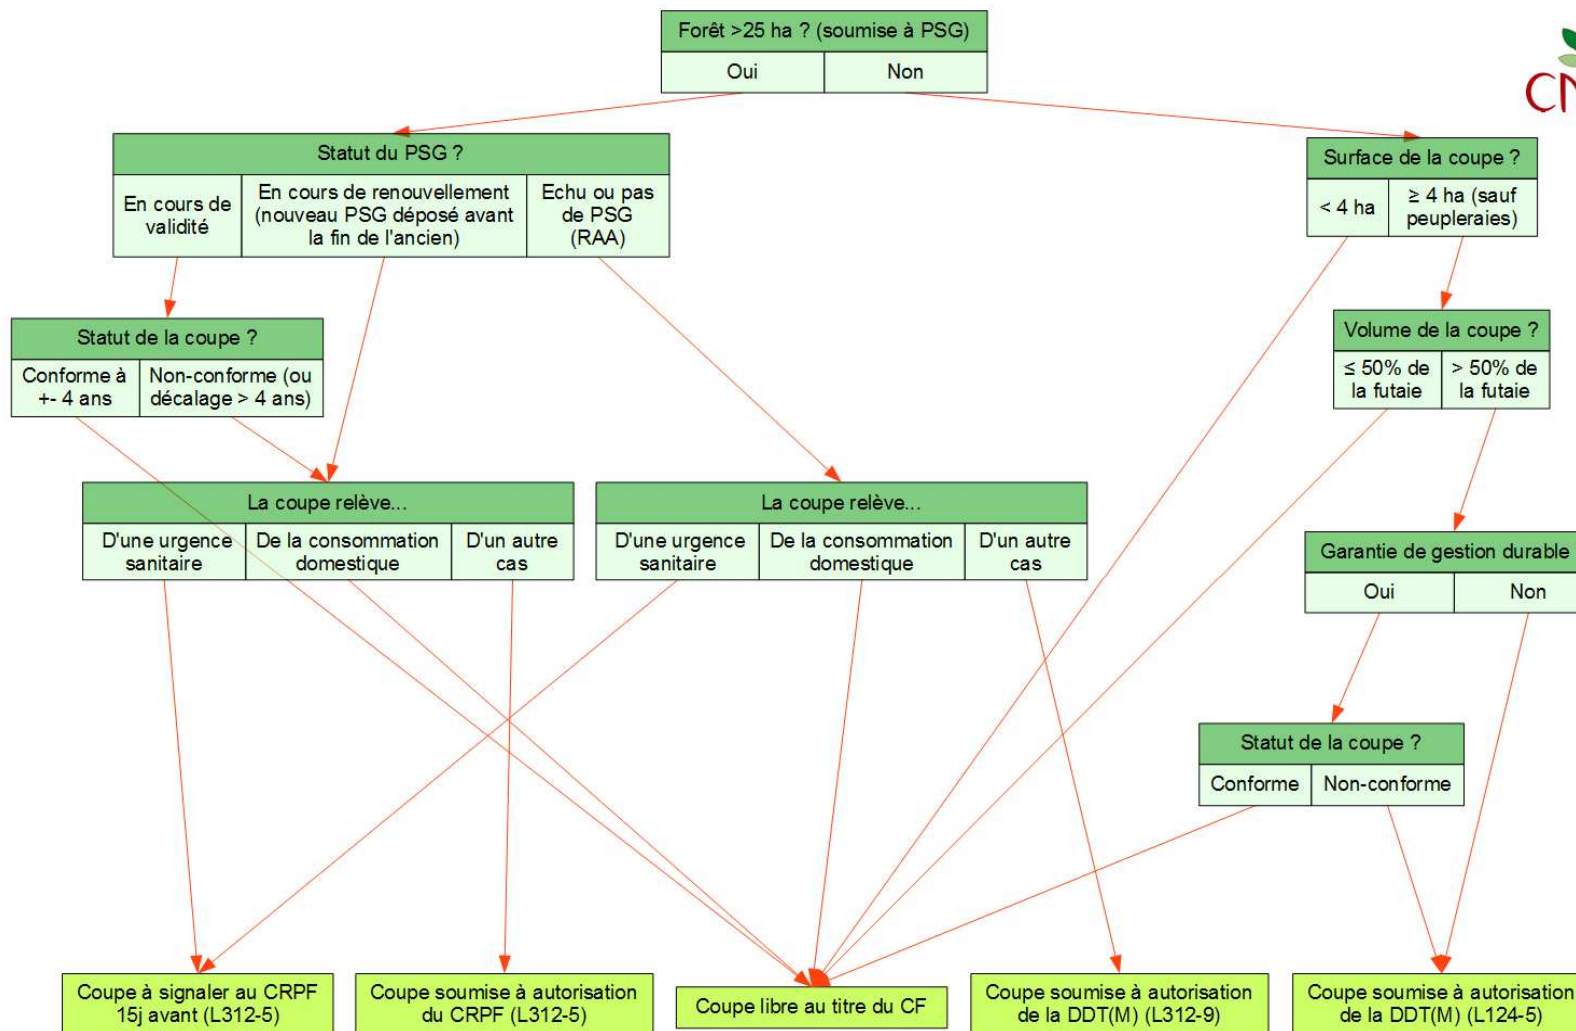 Forêt >25 ha ? (soumise à PSG)
Oui
Non
Statut du PSG ?
En cours de
validité
En cours de renouvellement
(nouveau PSG déposé avant
la fin de l'ancien)
Echu ou pas
de PSG
(RAA)
Surface de la coupe ?
< 4 ha
≥ 4 ha (sauf
peupleraies)
Statut de la coupe ?
Conforme à
+- 4 ans
Non-conforme (ou
décalage > 4 ans)
Volume de la coupe ?
≤ 50% de
la futaie
> 50% de
la futaie
La coupe relève...
D'une urgence
sanitaire
De la consommation
domestique
D'un autre
cas
La coupe relève...
D'une urgence
sanitaire
De la consommation
domestique
D'un autre
cas
Garantie de gestion durable
Oui
Non
Statut de la coupe ?
Conforme
Non-conforme
Coupe à signaler au CRPF
15j avant (L312-5)
Coupe soumise à autorisation
du CRPF (L312-5)
Coupe libre au titre du CF
Coupe soumise à autorisation
de la DDT(M) (L312-9)
Coupe soumise à autorisation
de la DDT(M) (L124-5)